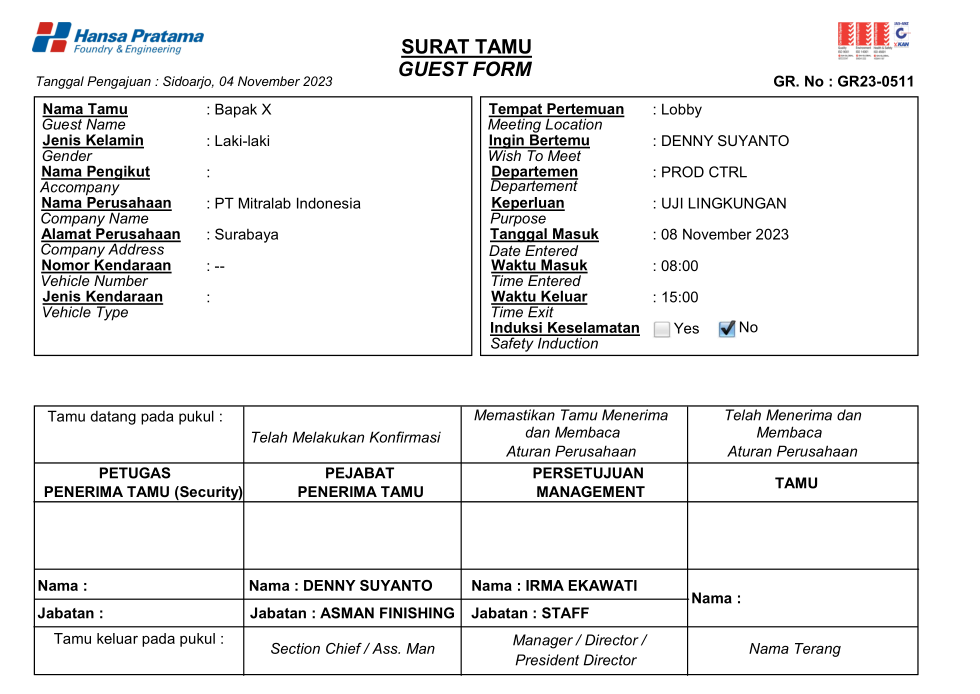 Hansa Pratama
Foundry & Engineering
SURAT TAMU
GUEST FORM
Tanggal Pengajuan : Sidoarjo, 04 November 2023
GR. No : GR23-0511
Nama Tamu : Bapak X
Guest Name
Jenis Kelamin : Laki-laki
Gender
Nama Pengikut :
Accompany
Nama Perusahaan : PT Mitralab Indonesia
Company Name
Alamat Perusahaan : Surabaya
Company Address
Nomor Kendaraan : --
Vehicle Number
Jenis Kendaraan :
Vehicle Type
Tempat Pertemuan : Lobby
Meeting Location
Ingin Bertemu : DENNY SUYANTO
Wish To Meet
Departemen : PROD CTRL
Departement
Keperluan : UJI LINGKUNGAN
Purpose
Tanggal Masuk : 08 November 2023
Date Entered
Waktu Masuk : 08:00
Time Entered
Waktu Keluar : 15:00
Time Exit
Induksi Keselamatan Yes No
Safety Induction
Tamu datang pada pukul :
Telah Melakukan Konfirmasi
Memastikan Tamu Menerima
dan Membaca
Aturan Perusahaan
Telah Menerima dan
Membaca
Aturan Perusahaan
PETUGAS
PENERIMA TAMU (Security)
PEJABAT
PENERIMA TAMU
PERSETUJUAN
MANAGEMENT
TAMU
Nama :
Nama : DENNY SUYANTO
Nama : IRMA EKAWATI
Nama :
Jabatan :
Jabatan : ASMAN FINISHING
Jabatan : STAFF
Tamu keluar pada pukul :
Section Chief / Ass. Man
Manager / Director /
President Director
Nama Terang